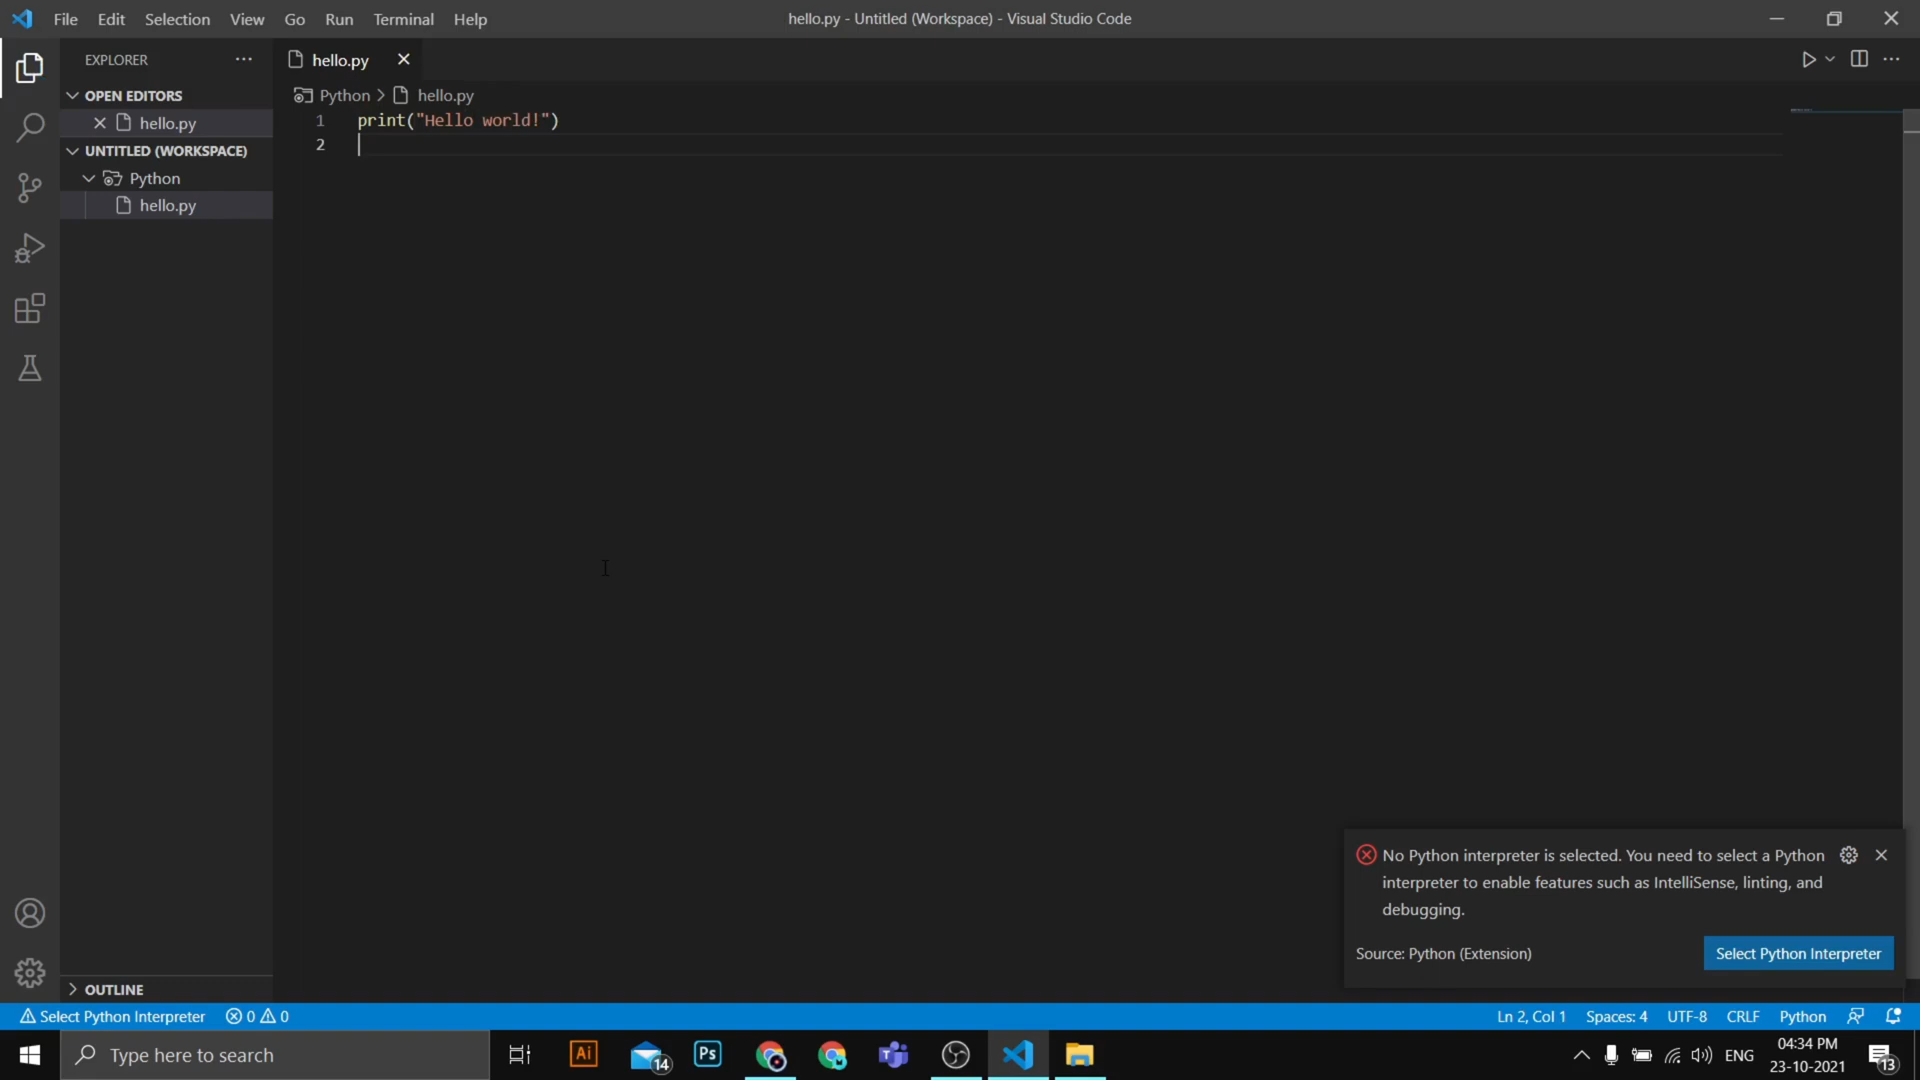 File Edit Selection View Go Run Terminal Help
hello.py - Untitled (Workspace) - Visual Studio Code
EXPLORER
OPEN EDITORS
hello.py
UNTITLED (WORKSPACE)
Python
hello.py
OUTLINE
hello.py
Python > hello.py
1 print("Hello world!")
2
No Python interpreter is selected. You need to select a Python
interpreter to enable features such as IntelliSense, linting, and
debugging.
Source: Python (Extension)
Select Python Interpreter
Select Python Interpreter 0 0
Ln 2, Col 1 Spaces: 4 UTF-8 CRLF Python
Type here to search
Ai
14
Ps
ENG
04:34 PM
23-10-2021
13